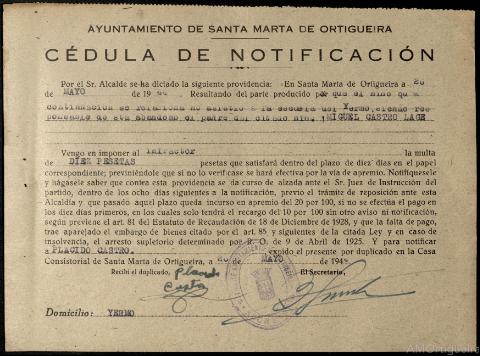 AYUNTAMIENTO DE SANTA MARTA DE ORTIGUEIRA
CÉDULA DE NOTIFICACIÓN
Por el Sr. Alcalde se ha dictado la siguiente providencia: «En Santa Marta de Ortigueira a 20
de MAYO de 19 Resultando del parte producido por que el niño que a
continuación se relaciona no asistio a la escuela del Yermo, siendo res
ponsable de esta abandono el padre del citado niño, MIGUEL CASTRO LAGE
Vengo en imponer al infractor la multa
de DIEZ PESETAS pesetas que satisfará dentro del plazo de diez días en el papel
correspondiente; previniéndole que si no lo verificase se hará efectiva por la vía de apremio. Notifíquesele
y hágasele saber que contra esta providencia se da curso de alzada ante el Sr. Juez de Instrucción del
partido, dentro de los ocho días siguientes a la notificación, previo el trámite de reposición ante esta
Alcaldía y que pasado aquel plazo queda incurso en apremio del 20 por 100, si no se efectúa el pago en
los diez días primeros, en los cuales solo tendrá el recargo del 10 por 100 sin otro aviso ni notificación,
según previene el art. 81 del Estatuto de Recaudación de 18 de Diciembre de 1928, y que la falta de pago,
trae aparejado el embargo de bienes citado por el art. 85 y siguientes de la citada Ley y en caso de
insolvencia, el arresto supletorio determinado por R. O. de 9 de Abril de 1925. Y para notificar
a PLACIDO CASTRO. expido el presente por duplicado en la Casa
Consistorial de Santa Marta de Ortigueira, a de MAYO de 194
Recibí el duplicado, El Secretario,
Domicilio: YERMO
AMOrtigueira